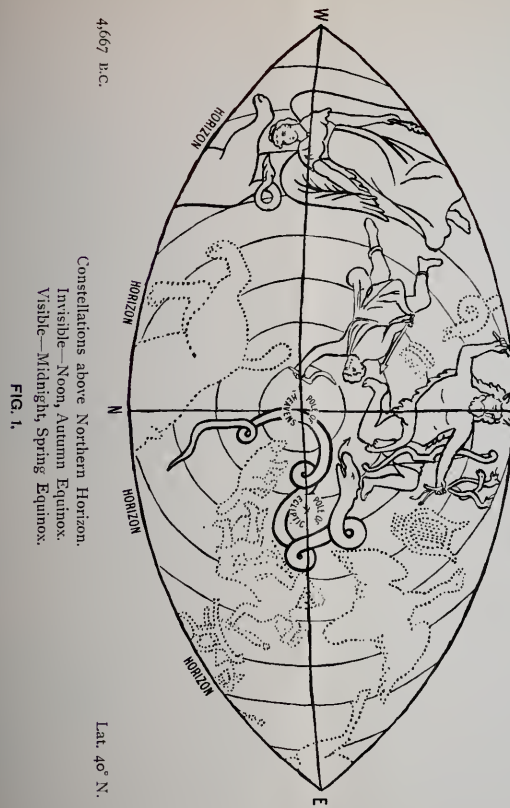 W
HORIZON
HORIZON
N
HORIZON
HORIZON
E
POLE OF
HEAVENS
POLE OF
ECLIPTIC
4,667 B.C.
Lat. 40° N.
Constellations above Northern Horizon.
Invisible—Noon, Autumn Equinox.
Visible—Midnight, Spring Equinox.
FIG. 1.